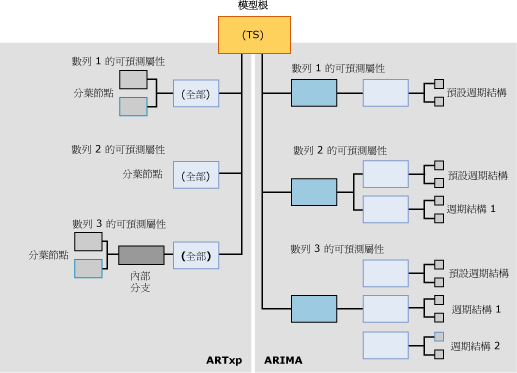 模型根
(TS)
數列 1 的可預測屬性
分葉節點
(全部)
數列 2 的可預測屬性
分葉節點
(全部)
數列 3 的可預測屬性
分葉節點
內部
分支
(全部)
ARTxp
數列 1 的可預測屬性
預設週期結構
數列 2 的可預測屬性
預設週期結構
週期結構 1
數列 3 的可預測屬性
預設週期結構
週期結構 1
週期結構 2
ARIMA